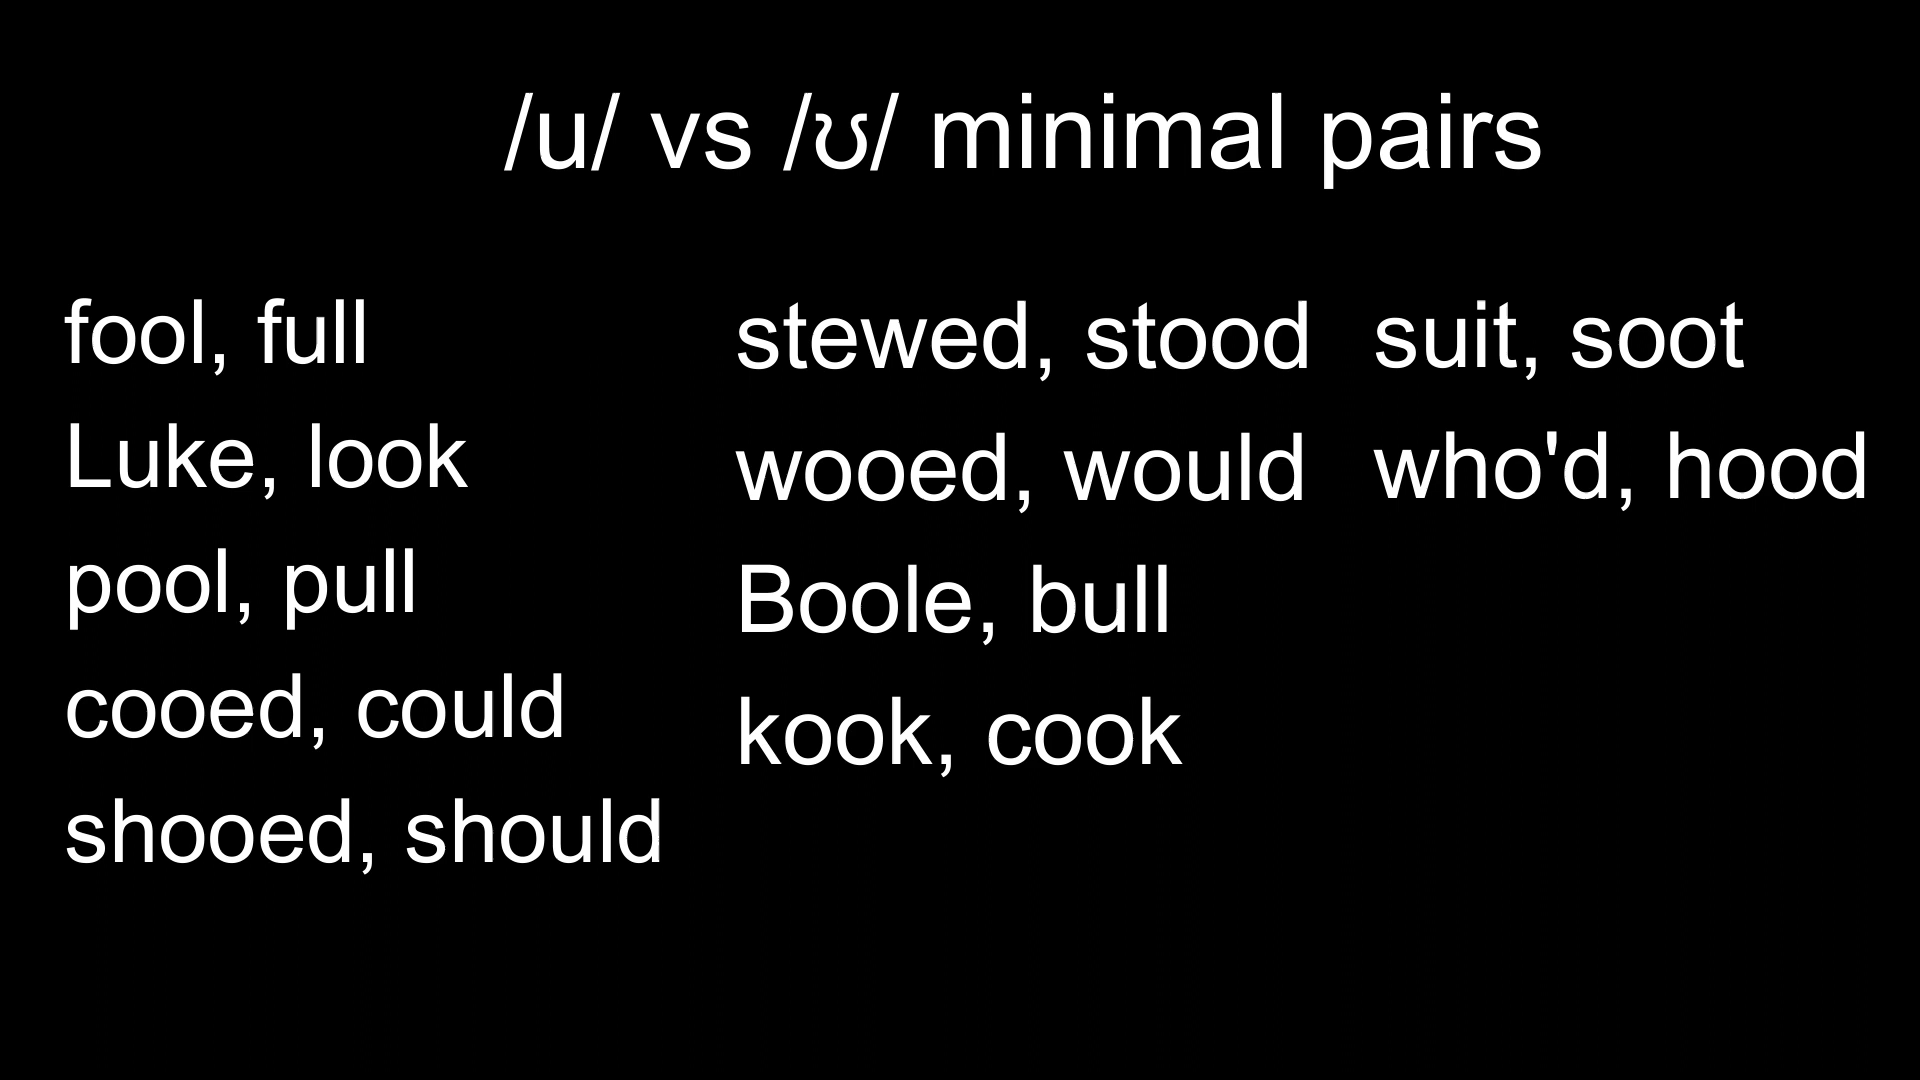 /u/ vs /ʊ/ minimal pairs
fool, full
Luke, look
pool, pull
cooed, could
shooed, should
stewed, stood
wooed, would
Boole, bull
kook, cook
suit, soot
who'd, hood